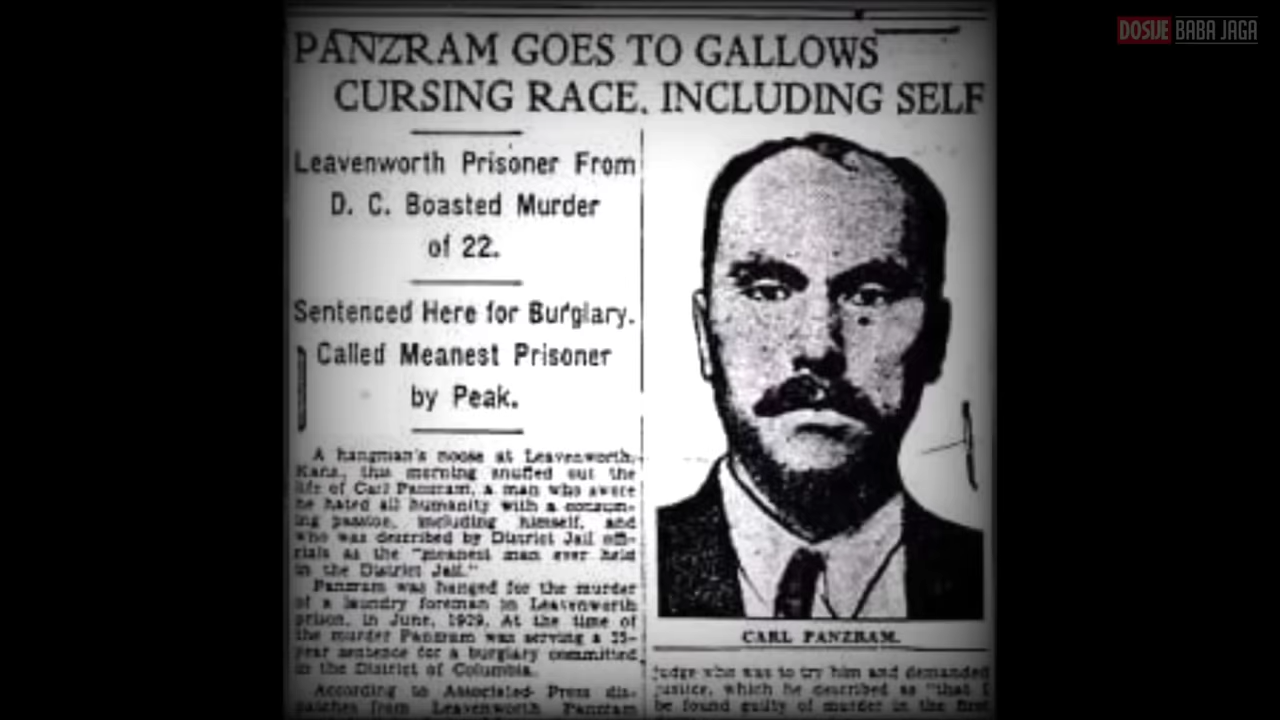 DOSIJE BABA JAGA
PANZRAM GOES TO GALLOWS
CURSING RACE, INCLUDING SELF
Leavenworth Prisoner From
D. C. Boasted Murder
of 22.
Sentenced Here for Burglary.
Called Meanest Prisoner
by Peak.
A hangman's noose at Leavenworth,
Kans., this morning snuffed out the
life of Carl Panzram, a man who swore
he hated all humanity with a consum-
ing passion, including himself, and
who was described by District Jail offi-
cials as the "meanest man ever held
in the District Jail."
Panzram was hanged for the murder
of a laundry foreman in Leavenworth
prison, in June, 1929. At the time of
the murder Panzram was serving a 25-
year sentence for a burglary committed
in the District of Columbia.
According to Associated Press dis-
patches from Leavenworth Panzram
CARL PANZRAM.
judge who was to try him and demanded
justice, which he described as "that I
be found guilty of murder in the first